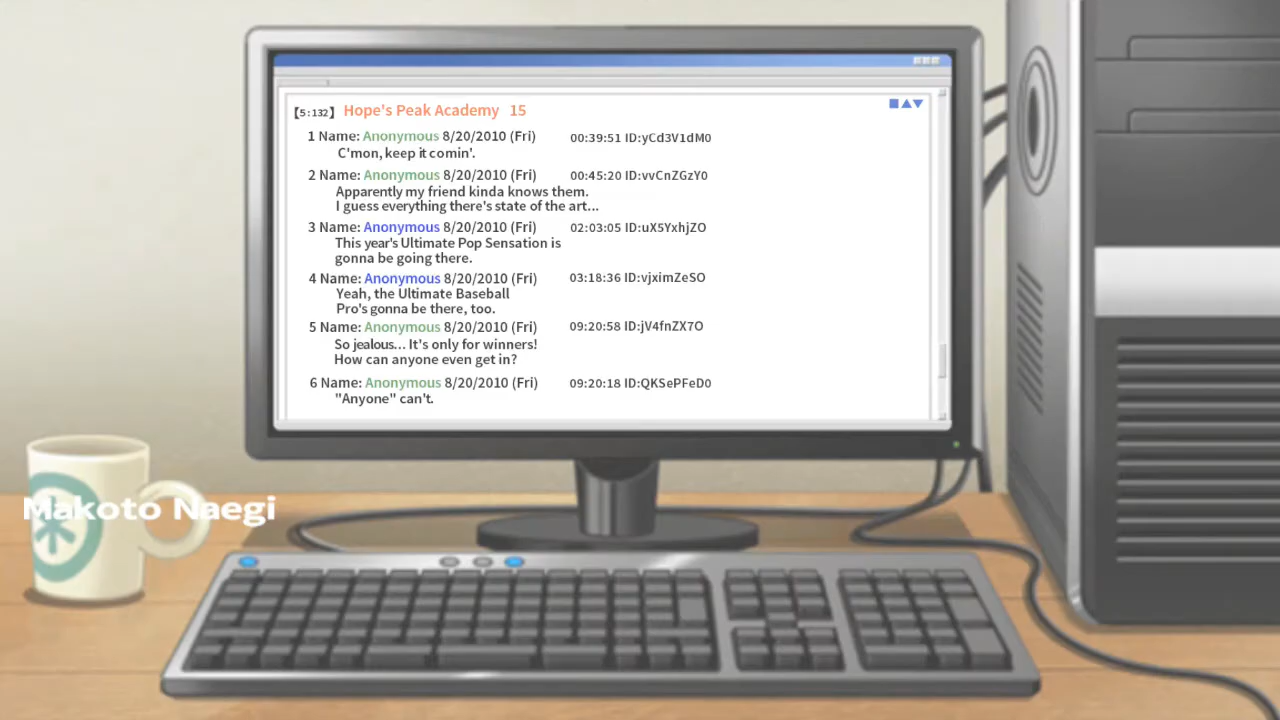 【5:132】 Hope's Peak Academy 15
1 Name: Anonymous 8/20/2010 (Fri) 00:39:51 ID:yCd3V1dM0
C'mon, keep it comin'.
2 Name: Anonymous 8/20/2010 (Fri) 00:45:20 ID:vvCnZGzY0
Apparently my friend kinda knows them.
I guess everything there's state of the art...
3 Name: Anonymous 8/20/2010 (Fri) 02:03:05 ID:uX5YxhjZO
This year's Ultimate Pop Sensation is
gonna be going there.
4 Name: Anonymous 8/20/2010 (Fri) 03:18:36 ID:vjximZeSO
Yeah, the Ultimate Baseball
Pro's gonna be there, too.
5 Name: Anonymous 8/20/2010 (Fri) 09:20:58 ID:jV4fnZX7O
So jealous... It's only for winners!
How can anyone even get in?
6 Name: Anonymous 8/20/2010 (Fri) 09:20:18 ID:QKSePFeD0
"Anyone" can't.
Makoto Naegi